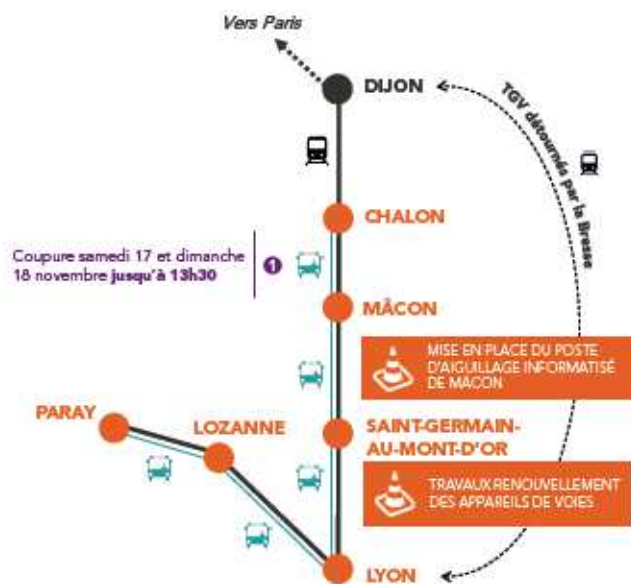 Vers Paris
DIJON
TGV détournés par la Bresse
CHALON
Coupure samedi 17 et dimanche
18 novembre jusqu'à 13h30
1
MÂCON
MISE EN PLACE DU POSTE
D'AIGUILLAGE INFORMATISÉ
DE MACON
PARAY
LOZANNE
SAINT-GERMAIN-
AU-MONT-D'OR
TRAVAUX RENOUVELLEMENT
DES APPAREILS DE VOIES
LYON